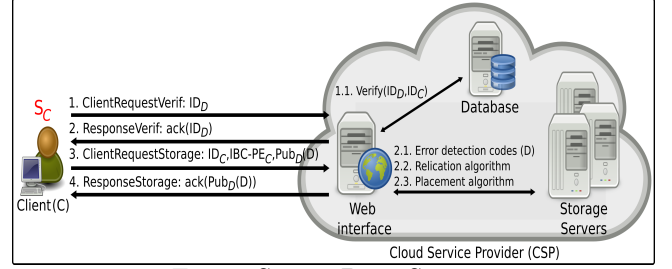 1. ClientRequestVerif: ID_D
S_C
2. ResponseVerif: ack(ID_D)
3. ClientRequestStorage: ID_C,IBC-PE_C,Pub_D(D)
4. ResponseStorage: ack(Pub_D(D))
Client(C)
1.1. Verify(ID_D,ID_C)
Database
2.1. Error detection codes (D)
2.2. Relication algorithm
2.3. Placement algorithm
Web
interface
Storage
Servers
Cloud Service Provider (CSP)